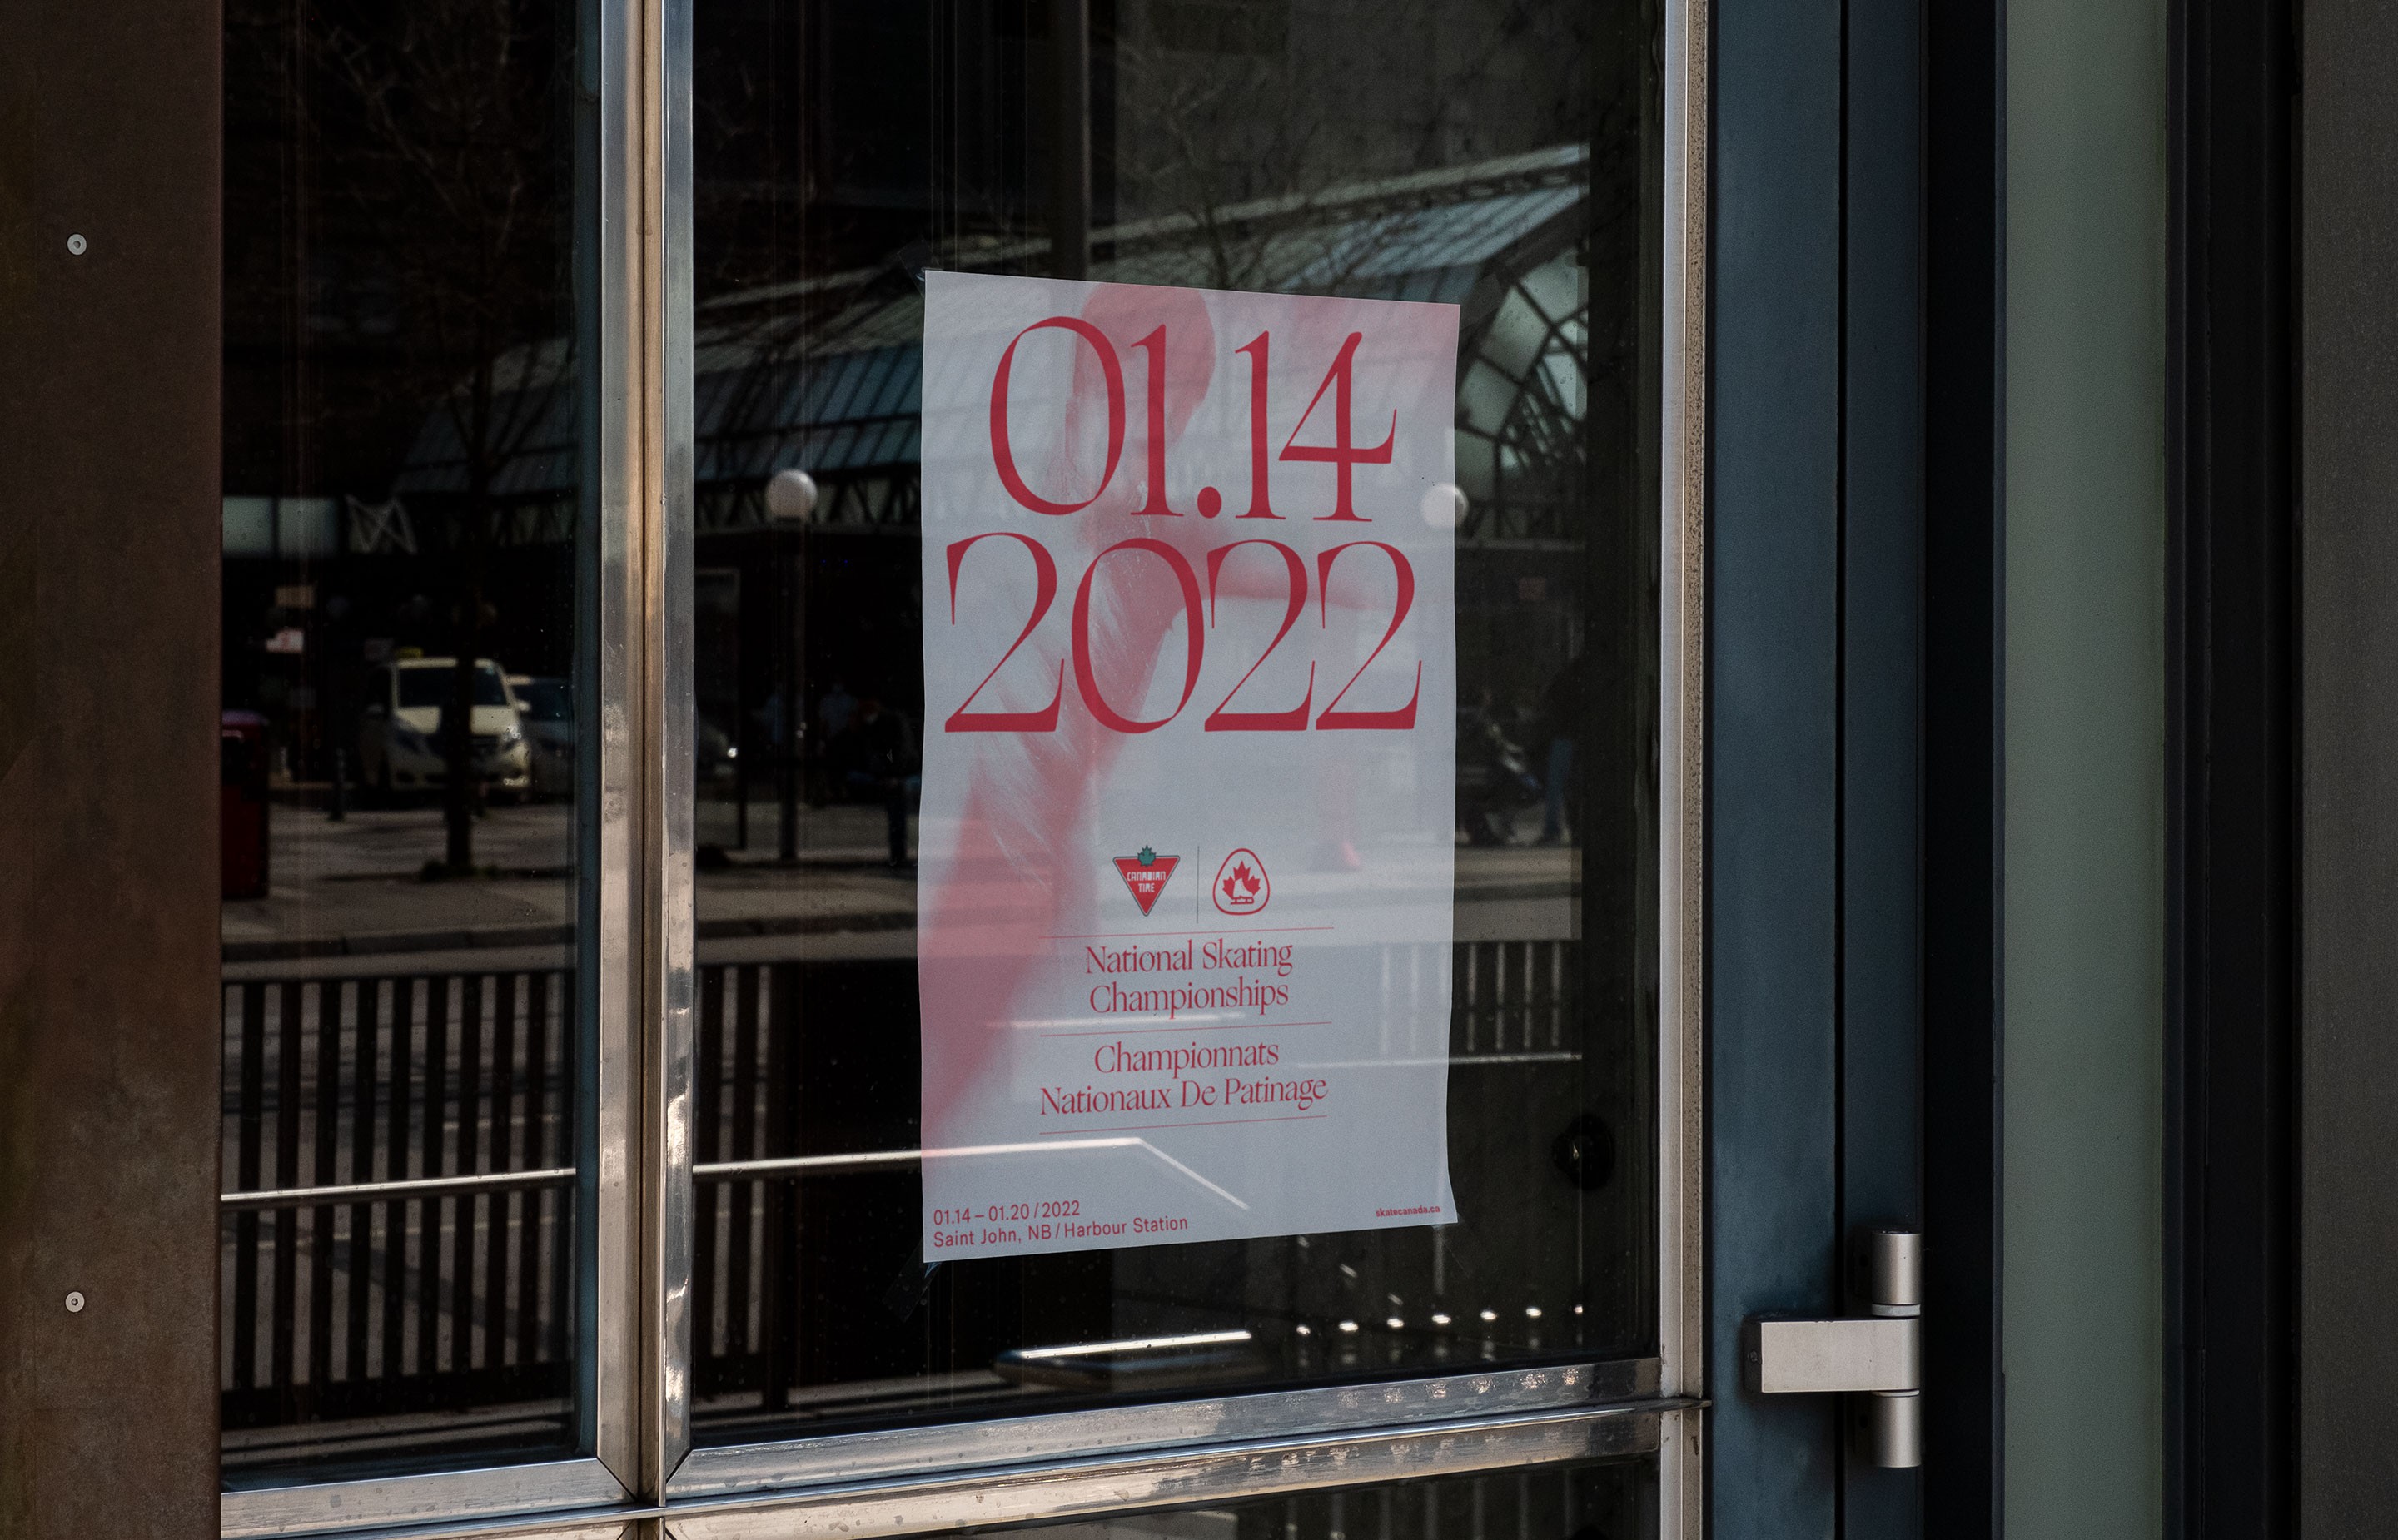 01.14
2022
CANADIAN
TIRE
National Skating
Championships
Championnats
Nationaux De Patinage
01.14 – 01.20 / 2022
Saint John, NB / Harbour Station
skatecanada.ca